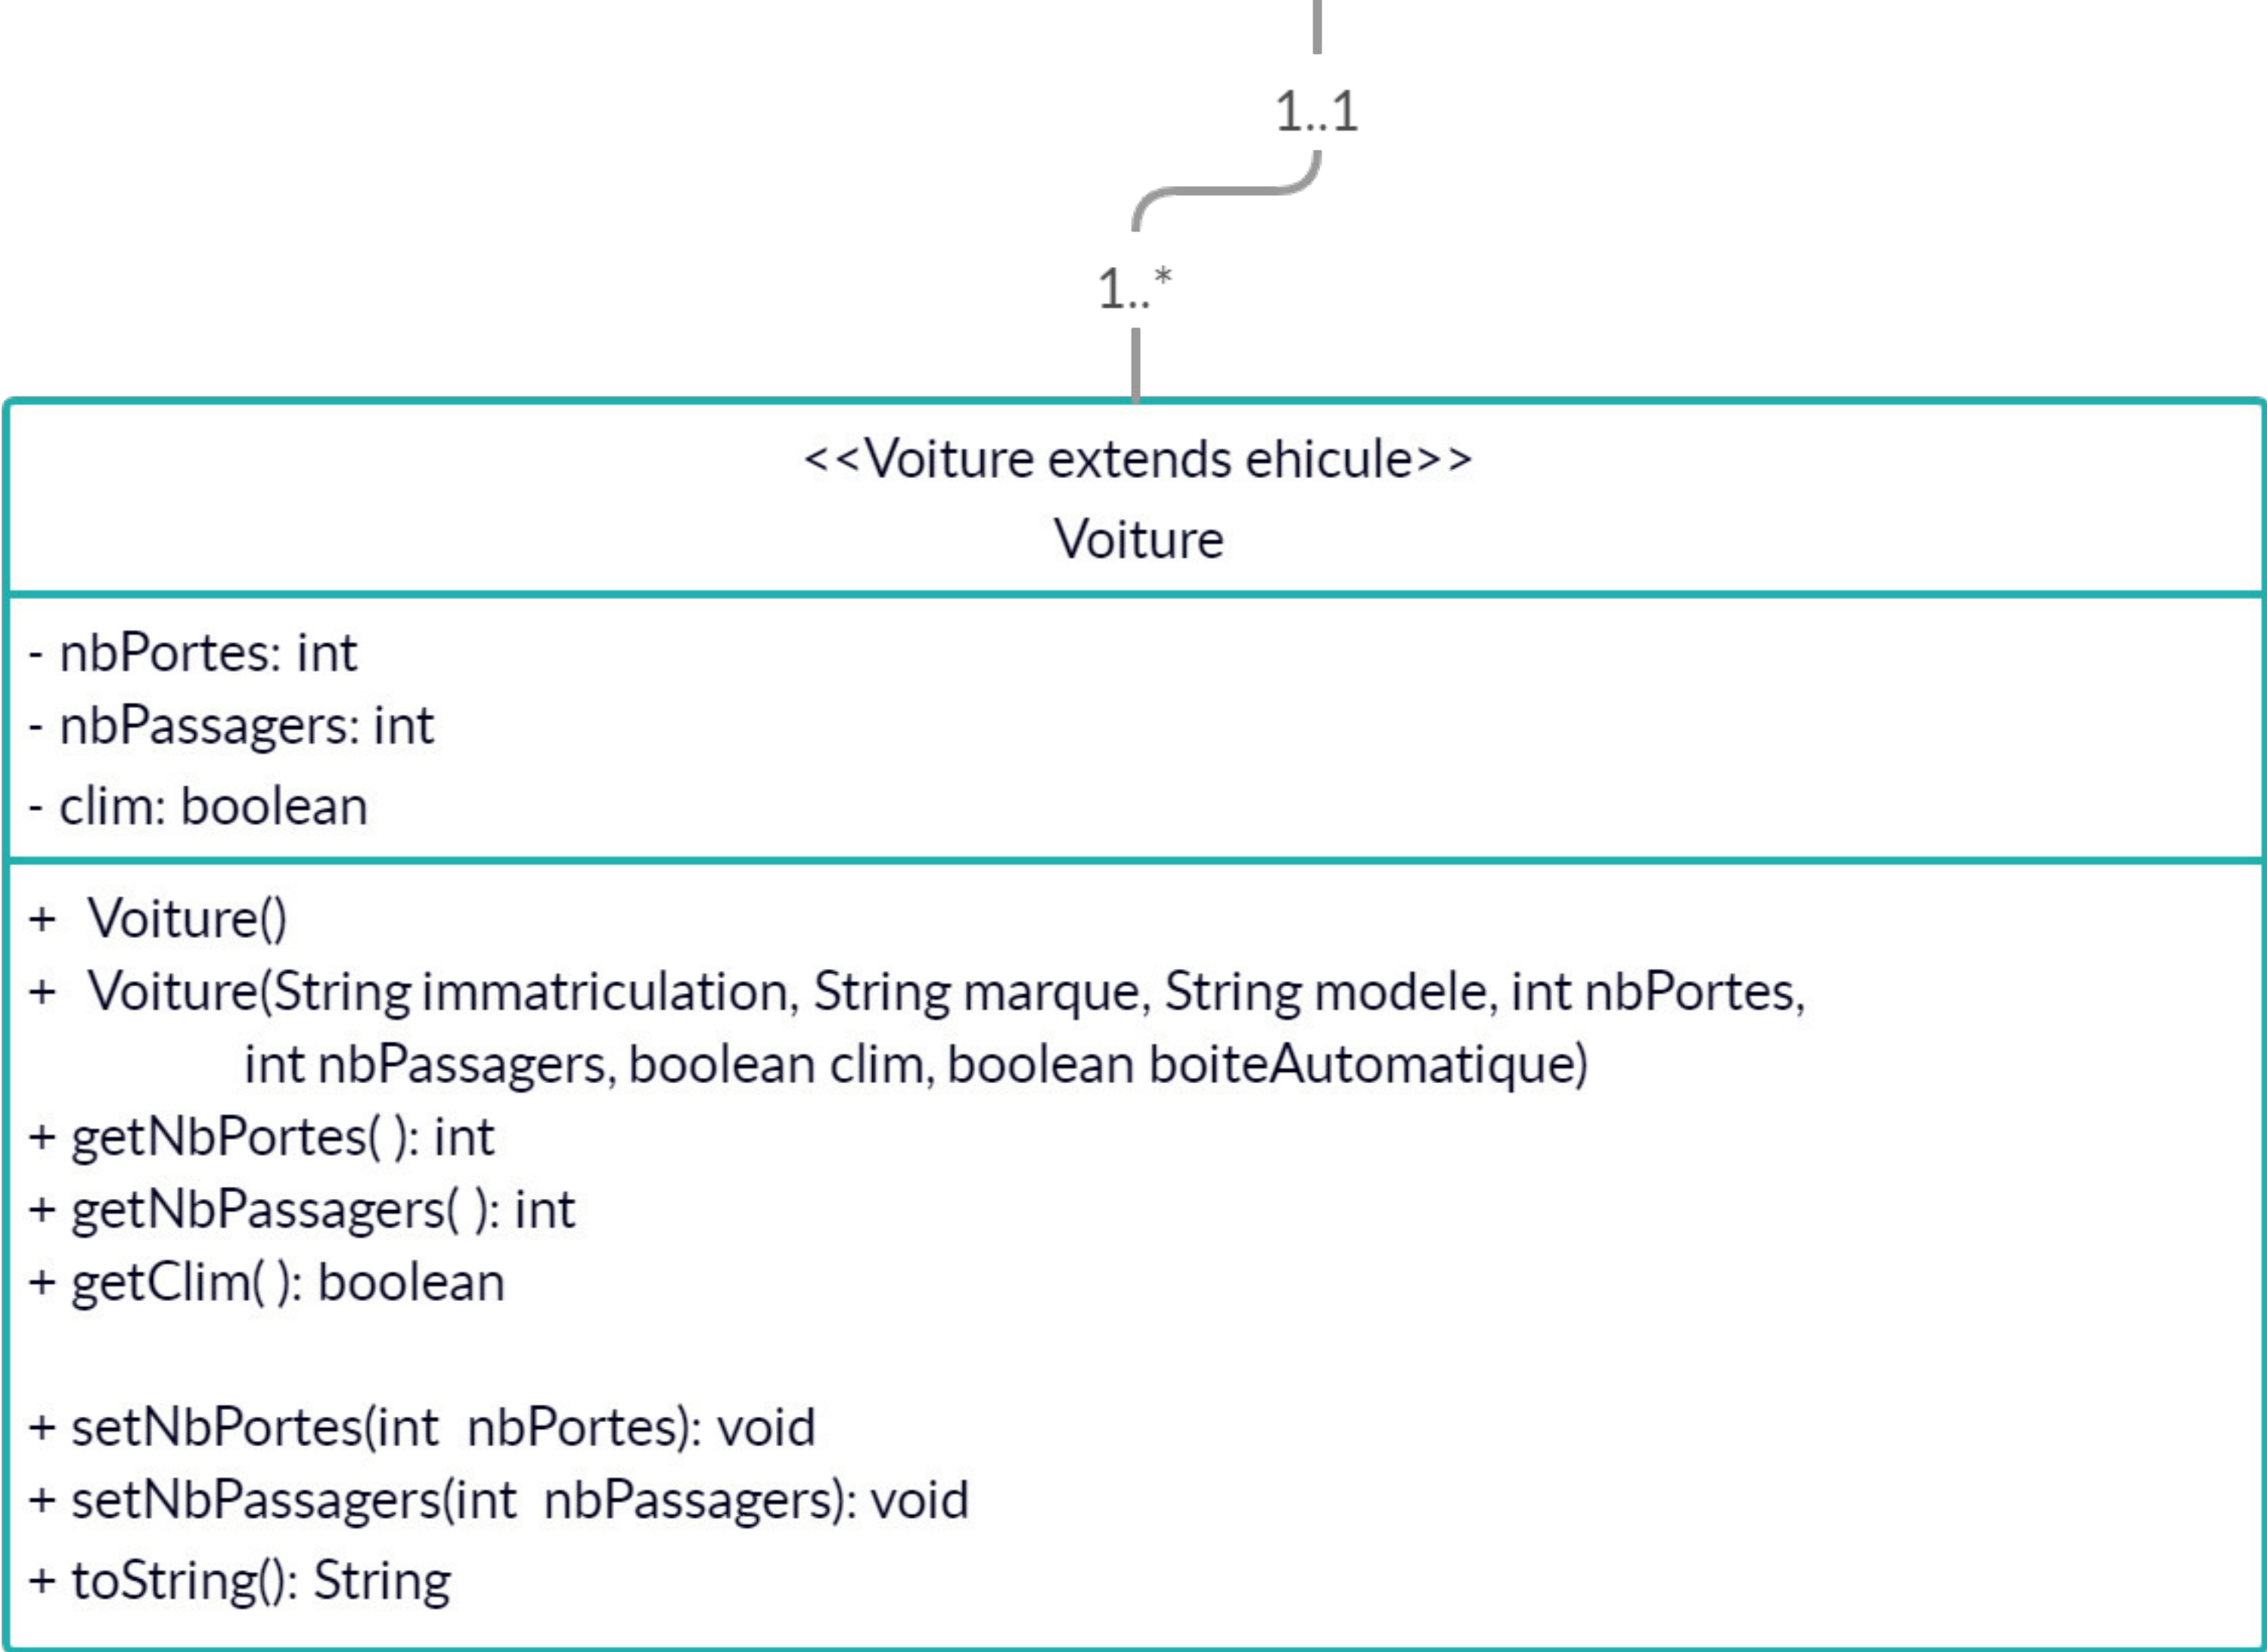 1..1
1..*
<<Voiture extends ehicule>>
Voiture
- nbPortes: int
- nbPassagers: int
- clim: boolean
+ Voiture()
+ Voiture(String immatriculation, String marque, String modele, int nbPortes,
int nbPassagers, boolean clim, boolean boiteAutomatique)
+ getNbPortes( ): int
+ getNbPassagers( ): int
+ getClim( ): boolean
+ setNbPortes(int nbPortes): void
+ setNbPassagers(int nbPassagers): void
+ toString(): String